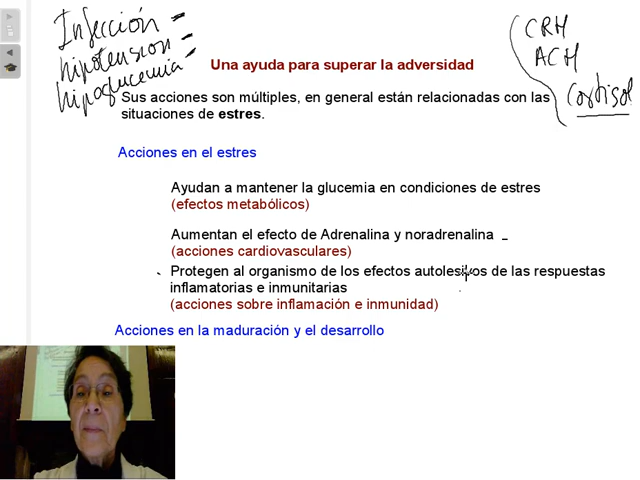 Infección
hipotension
hipoglucemia
CRH
ACH
Cortisol
Una ayuda para superar la adversidad
Sus acciones son múltiples, en general están relacionadas con las
situaciones de estres.
Acciones en el estres
Ayudan a mantener la glucemia en condiciones de estres
(efectos metabólicos)
Aumentan el efecto de Adrenalina y noradrenalina
(acciones cardiovasculares)
Protegen al organismo de los efectos autolesivos de las respuestas
inflamatorias e inmunitarias
(acciones sobre inflamación e inmunidad)
Acciones en la maduración y el desarrollo